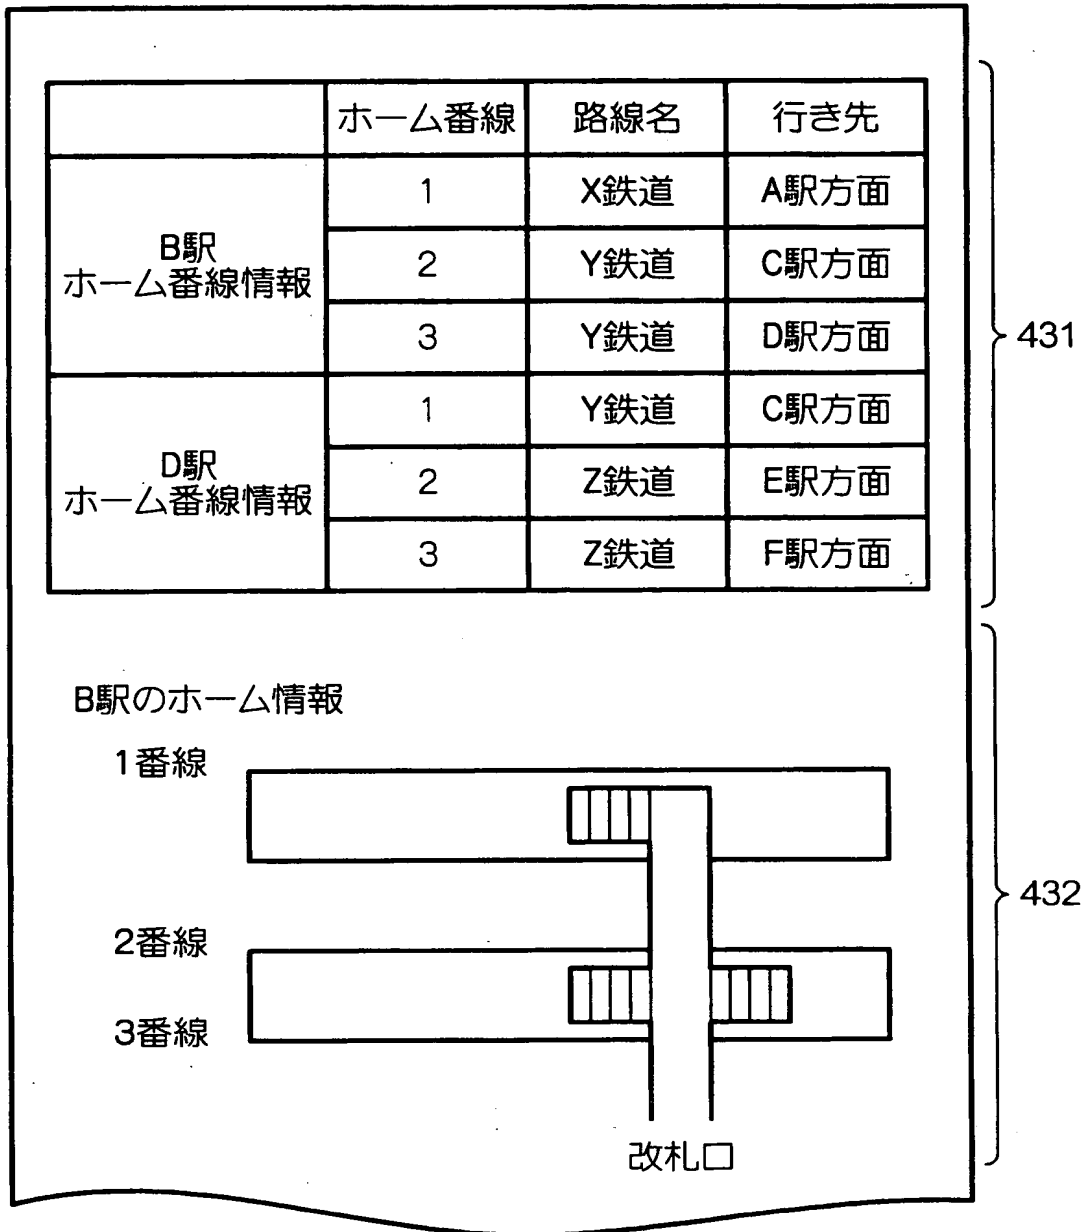 ホーム番線 路線名 行き先
B駅
ホーム番線情報
1 X鉄道 A駅方面
2 Y鉄道 C駅方面
3 Y鉄道 D駅方面
D駅
ホーム番線情報
1 Y鉄道 C駅方面
2 Z鉄道 E駅方面
3 Z鉄道 F駅方面
431
B駅のホーム情報
1番線
2番線
3番線
432
改札口